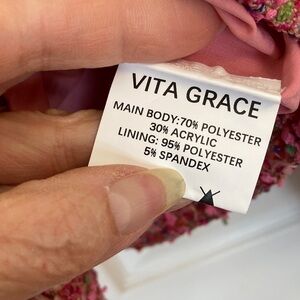 VITA GRACE
MAIN BODY:70% POLYESTER
30% ACRYLIC
LINING: 95% POLYESTER
5% SPANDEX